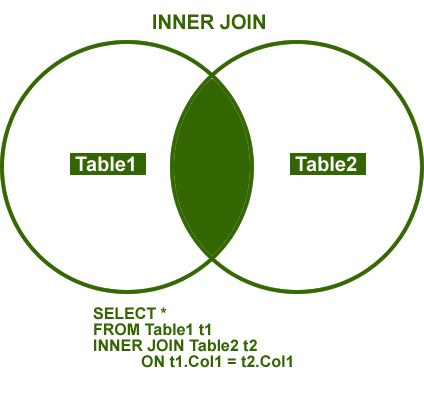 INNER JOIN
Table1
Table2
SELECT *
FROM Table1 t1
INNER JOIN Table2 t2
ON t1.Col1 = t2.Col1